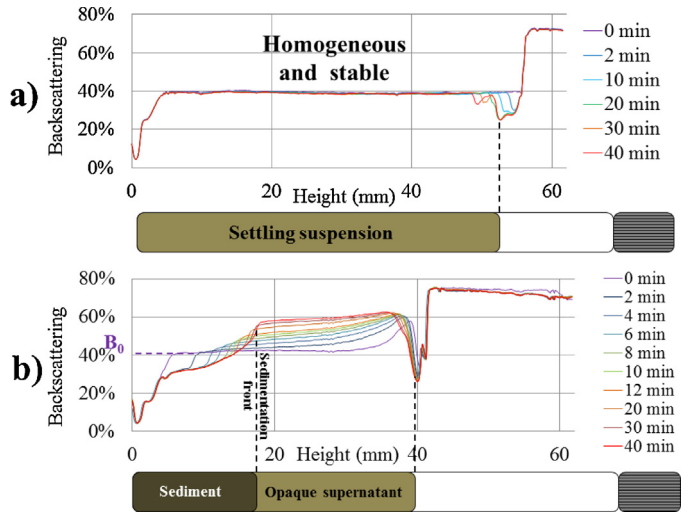 a)
Backscattering
80%
60%
40%
20%
0%
Homogeneous
and stable
0 min
2 min
10 min
20 min
30 min
40 min
0
20
40
60
Height (mm)
Settling suspension
b)
Backscattering
80%
60%
40%
20%
0%
B0
Sedimentation
front
0 min
2 min
4 min
6 min
8 min
10 min
12 min
20 min
30 min
40 min
0
20
40
60
Height (mm)
Sediment
Opaque supernatant